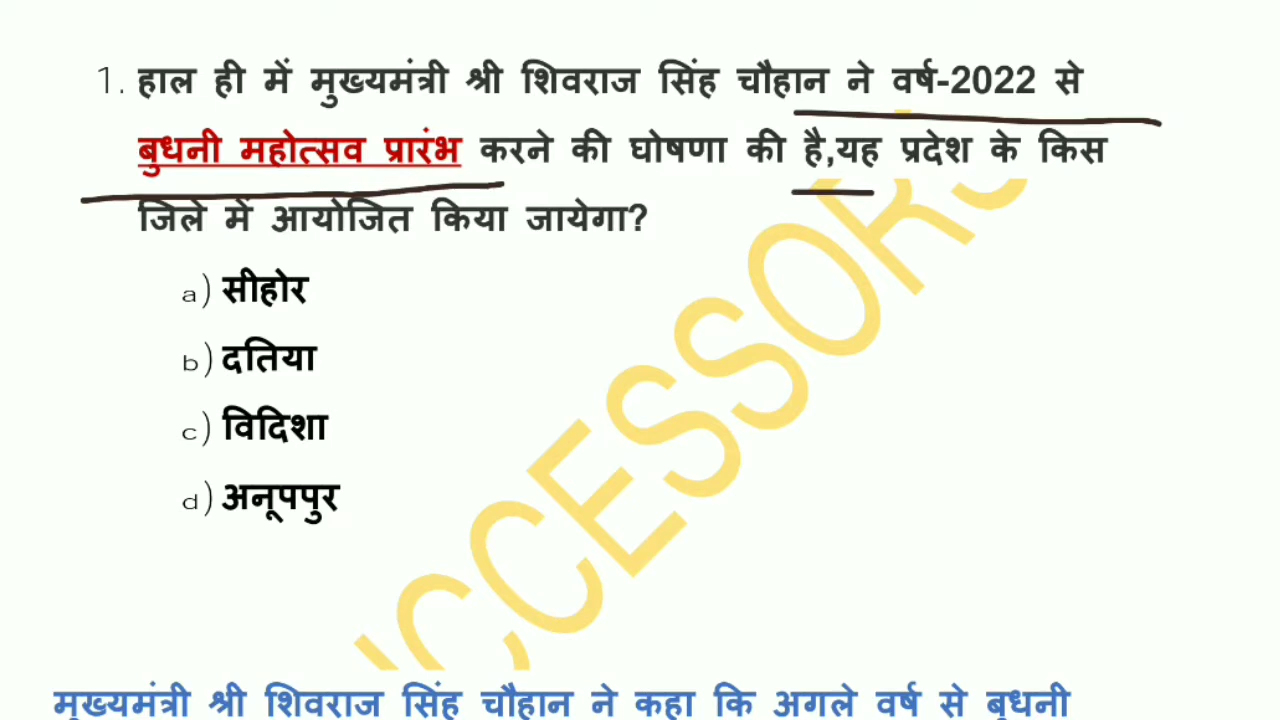 1. हाल ही में मुख्यमंत्री श्री शिवराज सिंह चौहान ने वर्ष-2022 से
बुधनी महोत्सव प्रारंभ करने की घोषणा की है,यह प्रदेश के किस
जिले में आयोजित किया जायेगा?
a) सीहोर
b) दतिया
c) विदिशा
d) अनूपपुर
CCESSORS
मुख्यमंत्री श्री शिवराज सिंह चौहान ने कहा कि अगले वर्ष से बुधनी